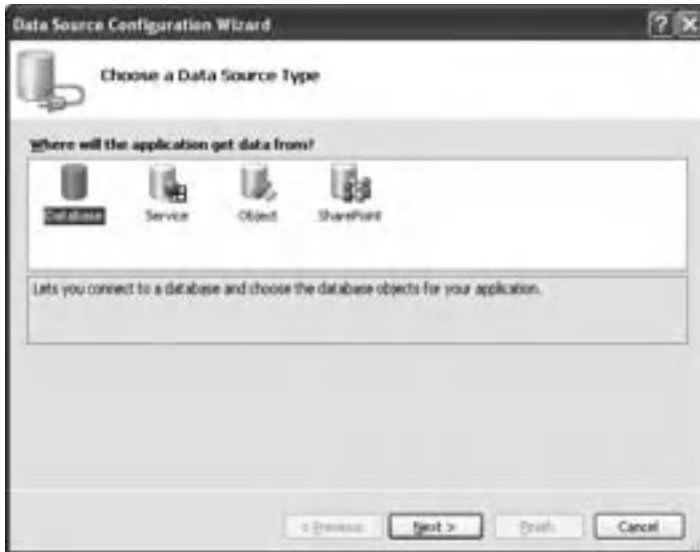 Data Source Configuration Wizard
Choose a Data Source Type
Where will the application get data from?
Database Service Object SharePoint
Lets you connect to a database and choose the database objects for your application.
< Previous Next > Finish Cancel